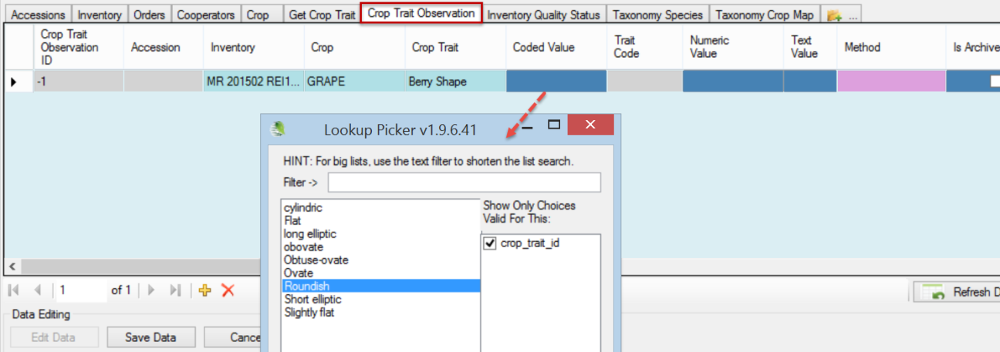 Accessions Inventory Orders Cooperators Crop Get Crop Trait Crop Trait Observation Inventory Quality Status Taxonomy Species Taxonomy Crop Map ...
Crop Trait Observation ID Accession Inventory Crop Crop Trait Coded Value Trait Code Numeric Value Text Value Method Is Archive
-1 MR 201502 REI1... GRAPE Berry Shape
Lookup Picker v1.9.6.41
HINT: For big lists, use the text filter to shorten the list search.
Filter ->
Show Only Choices
Valid For This:
crop_trait_id
cylindric
Flat
long elliptic
obovate
Obtuse-ovate
Ovate
Roundish
Short elliptic
Slightly flat
1 of 1
Refresh D
Data Editing
Edit Data Save Data Cance